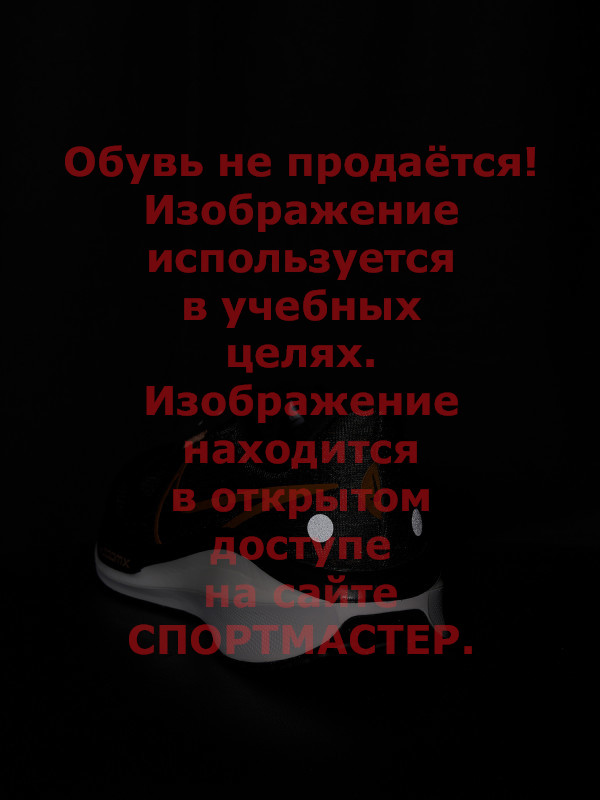 Обувь не продаётся!
Изображение
используется
в учебных
целях.
Изображение
находится
в открытом
доступе
на сайте
СПОРТМАСТЕР.